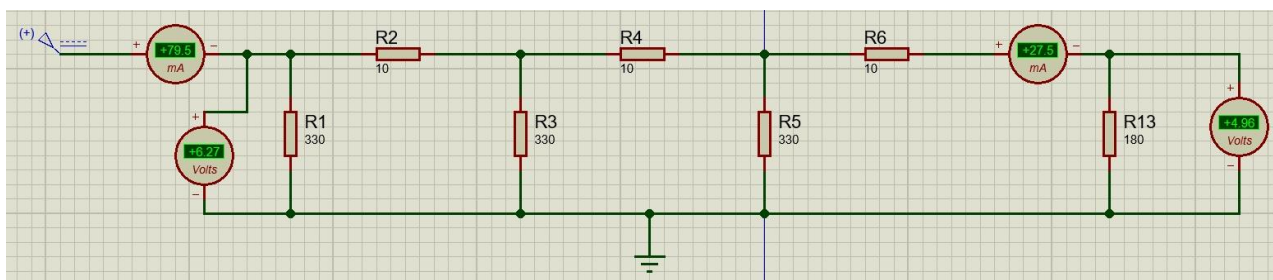 (+)
+
+79.5
−
mA
R2
10
R4
10
R6
10
+
+27.5
−
mA
+
+6.27
Volts
−
R1
330
R3
330
R5
330
R13
180
+
+4.96
Volts
−